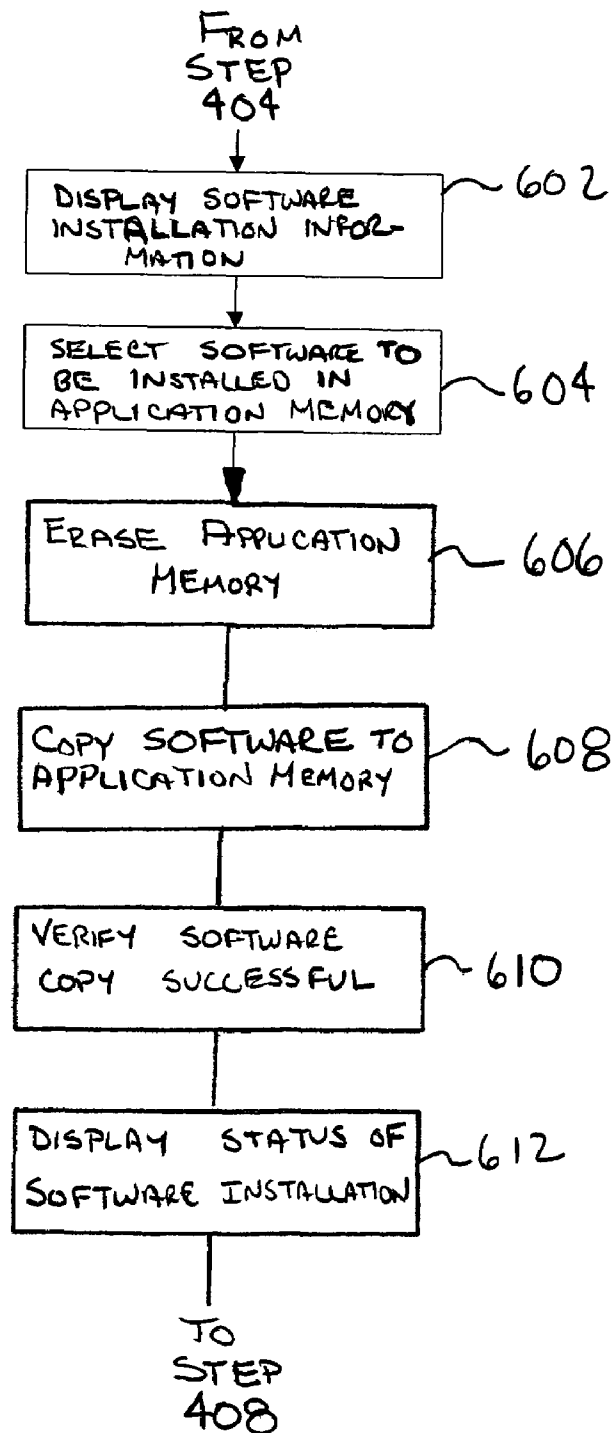 FROM
STEP
404
DISPLAY SOFTWARE
INSTALLATION INFOR-
MATION
602
SELECT SOFTWARE TO
BE INSTALLED IN
APPLICATION MEMORY
604
ERASE APPLICATION
MEMORY
606
COPY SOFTWARE TO
APPLICATION MEMORY
608
VERIFY SOFTWARE
COPY SUCCESSFUL
610
DISPLAY STATUS OF
SOFTWARE INSTALLATION
612
TO
STEP
408